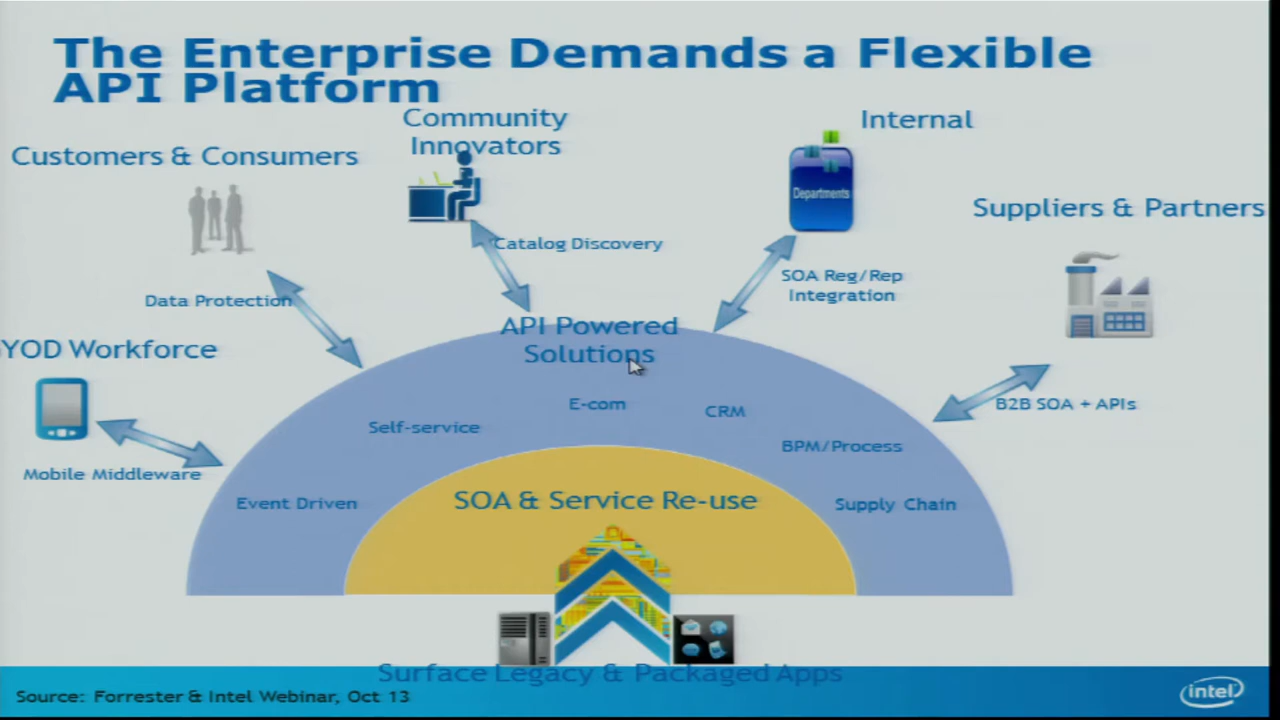 The Enterprise Demands a Flexible
API Platform
Community
Innovators
Internal
Customers & Consumers
Departments
Suppliers & Partners
Catalog Discovery
SOA Reg/Rep
Integration
Data Protection
API Powered
Solutions
YOD Workforce
E-com
CRM
B2B SOA + APIs
Self-service
BPM/Process
Mobile Middleware
Event Driven
SOA & Service Re-use
Supply Chain
Surface Legacy & Packaged Apps
Source: Forrester & Intel Webinar, Oct 13
intel